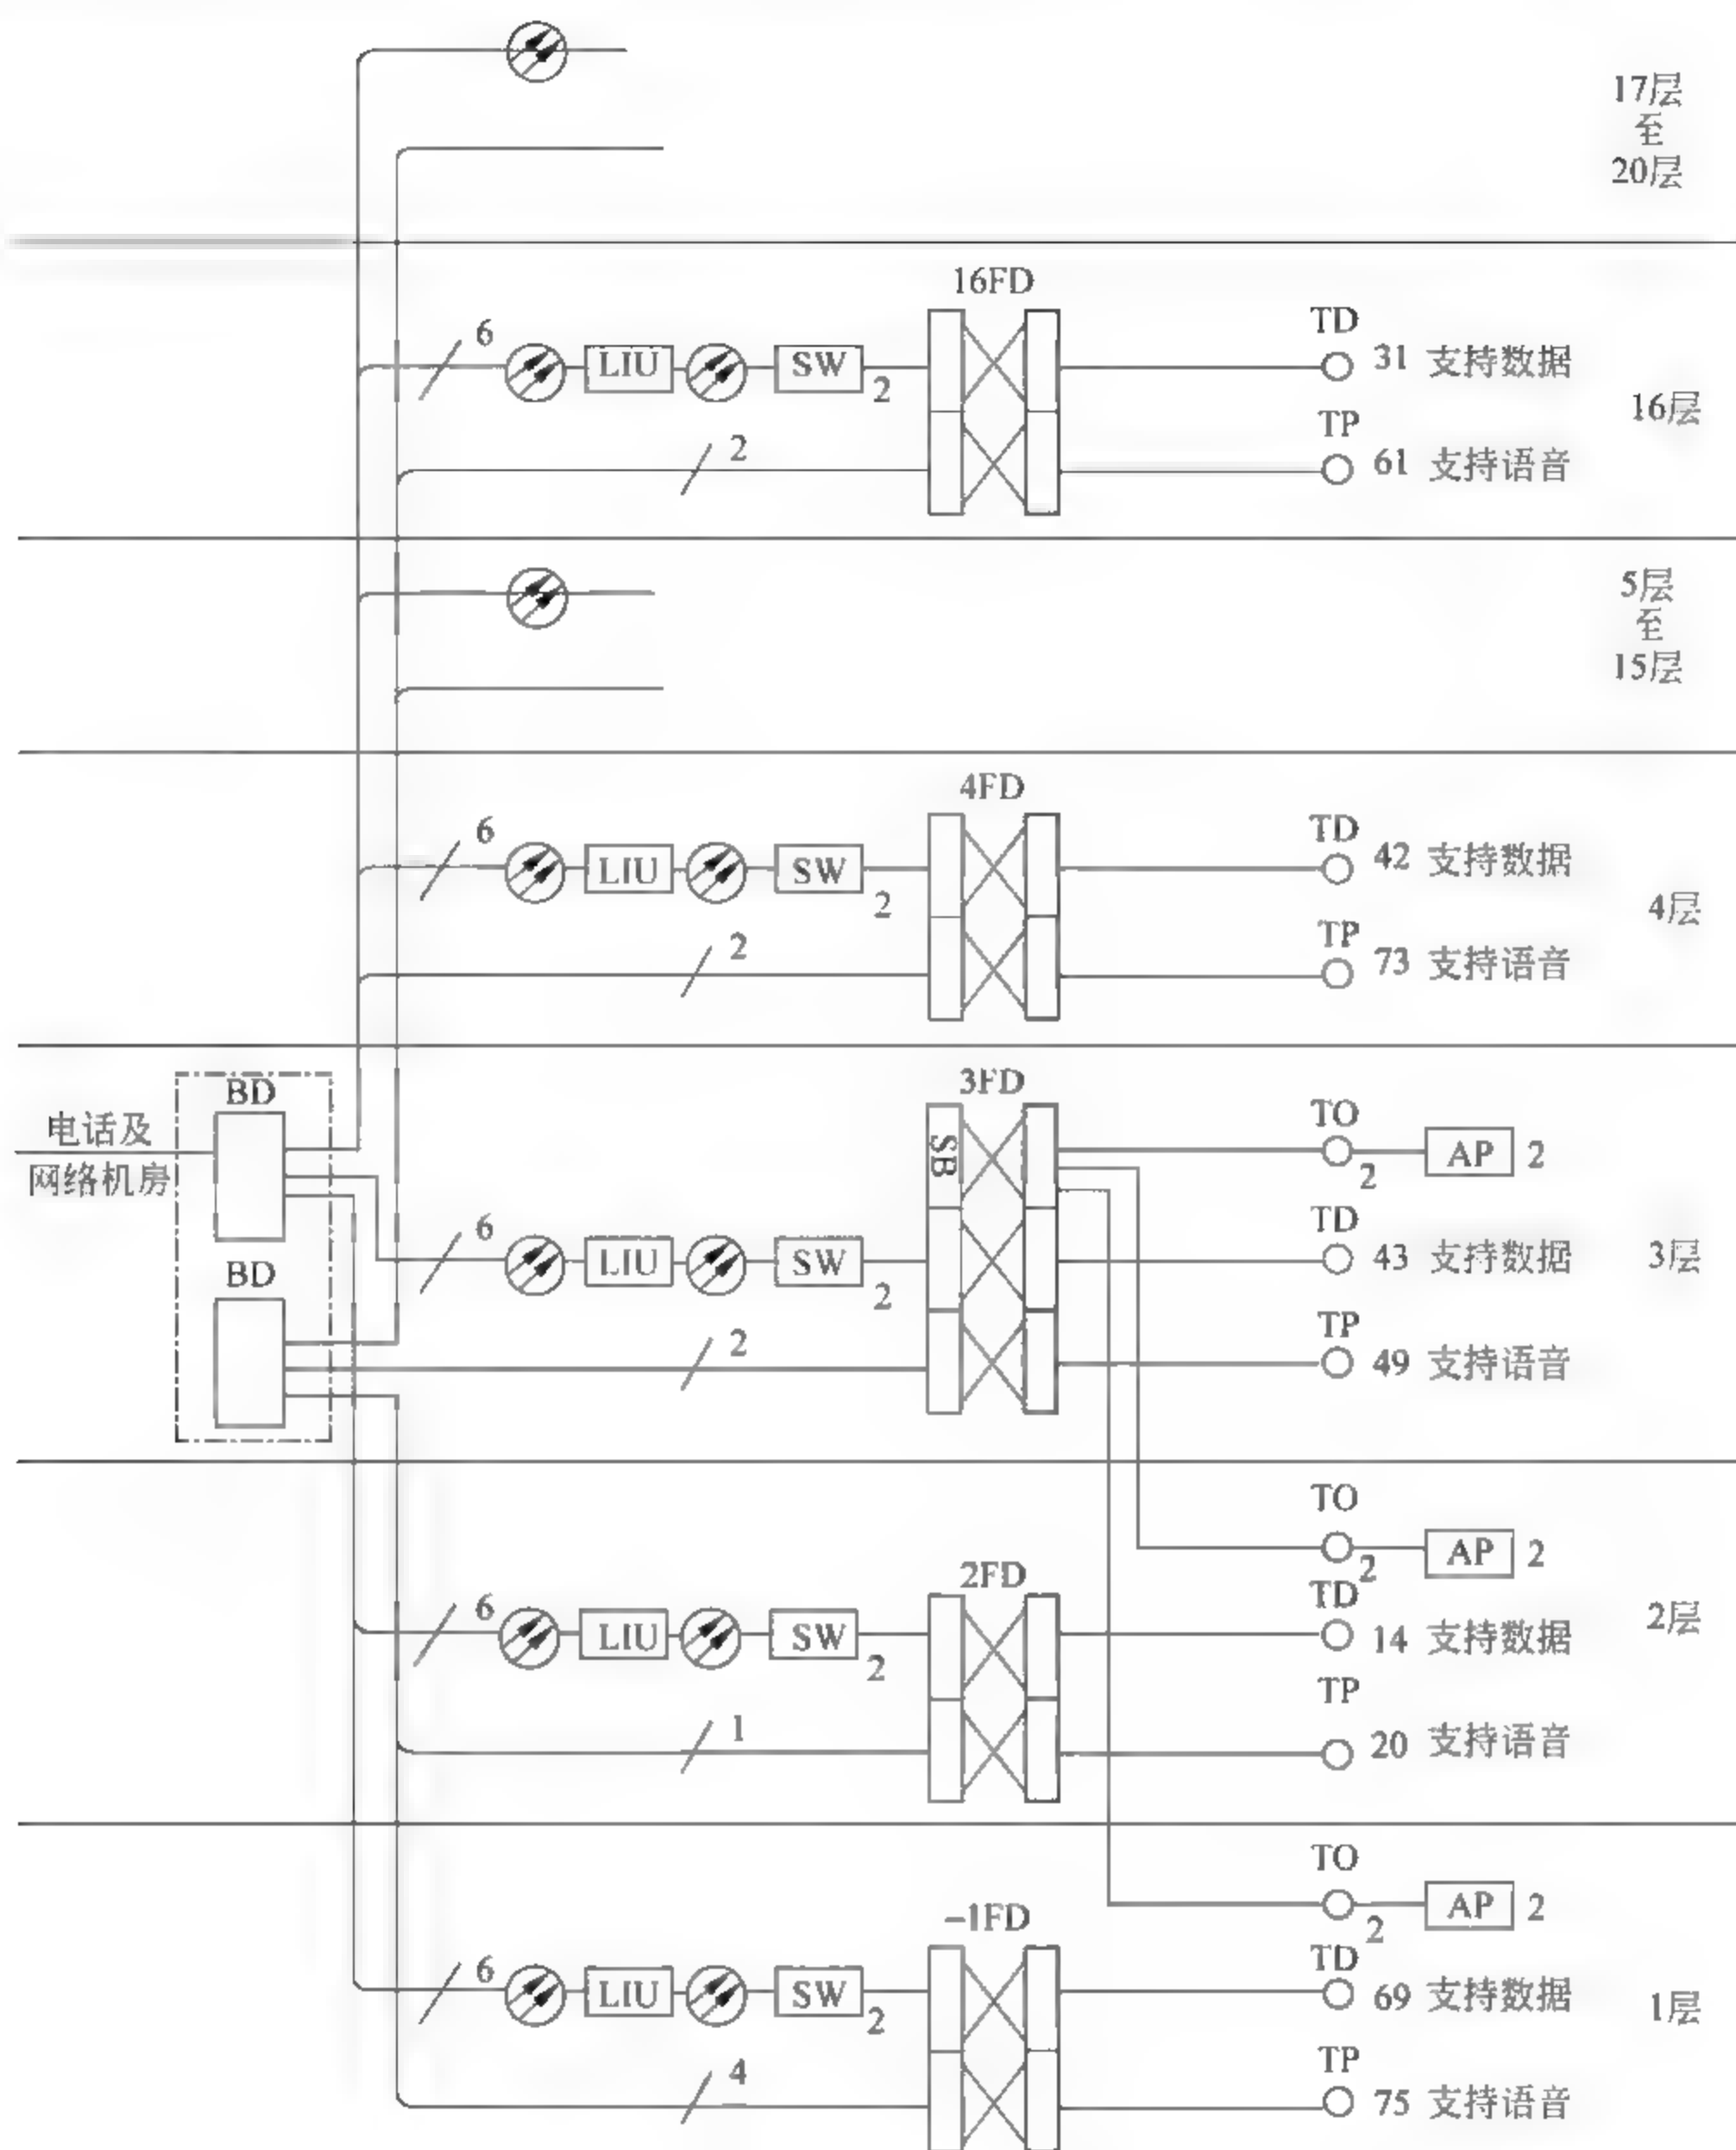 17层
至
20层
16FD
TD
6
LIU
SW
2
31 支持数据
16层
TP
2
61 支持语音
5层
至
15层
4FD
TD
6
LIU
SW
2
42 支持数据
4层
TP
2
73 支持语音
BD
3FD
电话及
网络机房
SB
TO
2
AP
2
TD
6
LIU
SW
2
43 支持数据
3层
BD
TP
2
49 支持语音
TO
2
AP
2
2FD
TD
6
LIU
SW
2
14 支持数据
2层
TP
1
20 支持语音
TO
2
AP
2
-1FD
TD
6
LIU
SW
2
69 支持数据
1层
TP
4
75 支持语音